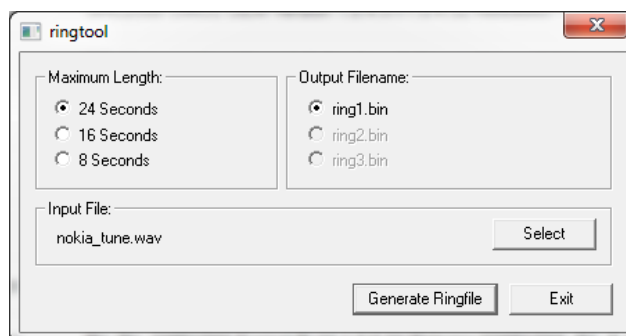 ringtool
Maximum Length:
24 Seconds
16 Seconds
8 Seconds
Output Filename:
ring1.bin
ring2.bin
ring3.bin
Input File:
nokia_tune.wav
Select
Generate Ringfile
Exit